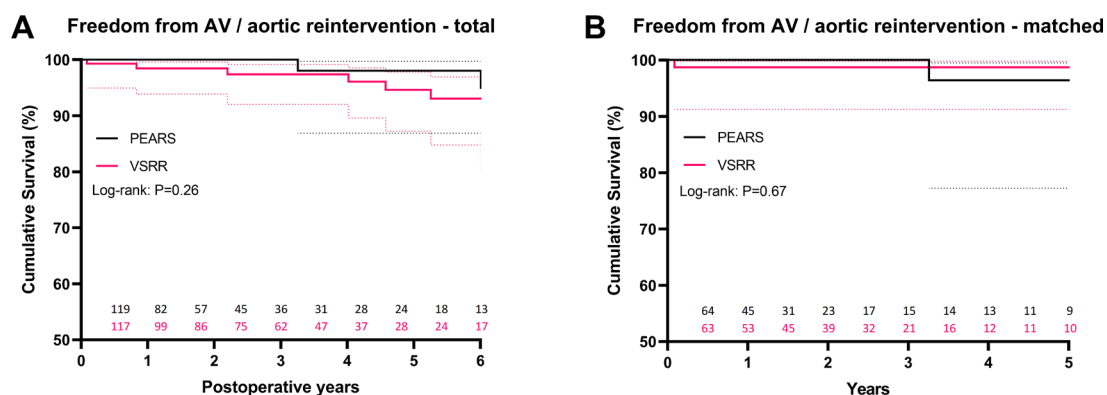 A
Freedom from AV / aortic reintervention - total
Cumulative Survival (%)
100
90
80
70
60
50
PEARS
VSRR
Log-rank: P=0.26
119 82 57 45 36 31 28 24 18 13
117 99 86 75 62 47 37 28 24 17
0 1 2 3 4 5 6
Postoperative years
B
Freedom from AV / aortic reintervention - matched
Cumulative Survival (%)
100
90
80
70
60
50
PEARS
VSRR
Log-rank: P=0.67
64 45 31 23 17 15 14 13 11 9
63 53 45 39 32 21 16 12 11 10
0 1 2 3 4 5
Years